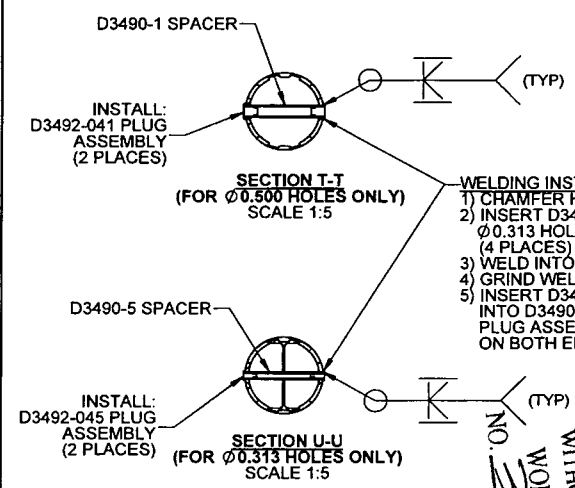 D3490-1 SPACER
(TYP)
INSTALL:
D3492-041 PLUG
ASSEMBLY
(2 PLACES)
SECTION T-T
(FOR Ø0.500 HOLES ONLY)
SCALE 1:5
WELDING INST
1) CHAMFER H
2) INSERT D34
Ø0.313 HOL
(4 PLACES)
3) WELD INTO
4) GRIND WEL
5) INSERT D34
INTO D3490
PLUG ASSE
ON BOTH E
D3490-5 SPACER
(TYP)
INSTALL:
D3492-045 PLUG
ASSEMBLY
(2 PLACES)
SECTION U-U
(FOR Ø0.313 HOLES ONLY)
SCALE 1:5
WITH
WO
NO.